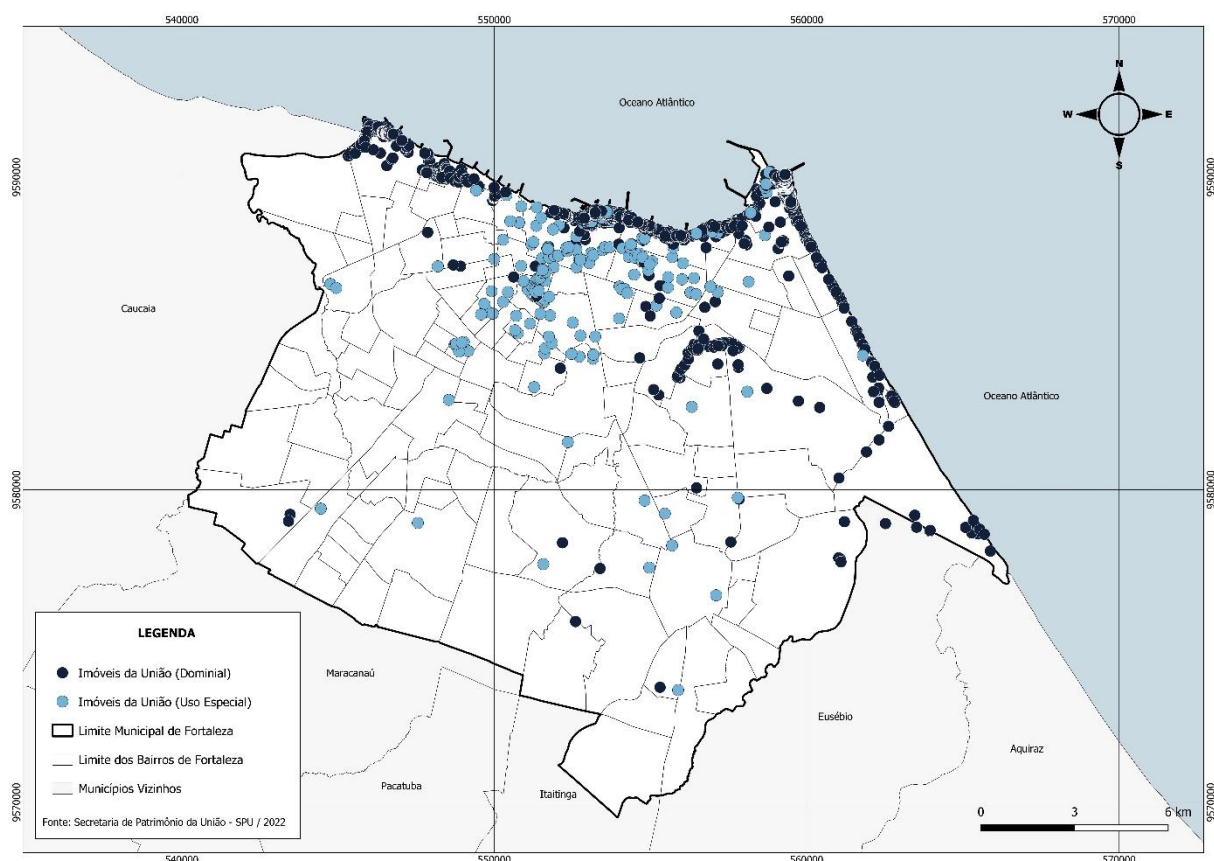 540000 550000 560000 570000
Oceano Atlântico
N
W E
S
9590000 9590000
Caucaia
Oceano Atlântico
9580000 9580000
LEGENDA
Imóveis da União (Dominial)
Imóveis da União (Uso Especial)
Limite Municipal de Fortaleza
Limite dos Bairros de Fortaleza
Municípios Vizinhos
Fonte: Secretaria de Patrimônio da União - SPU / 2022
Maracanaú
Eusébio
Aquiraz
Pacatuba
Itaitinga
9570000 9570000
0 3 6 km
540000 550000 560000 570000